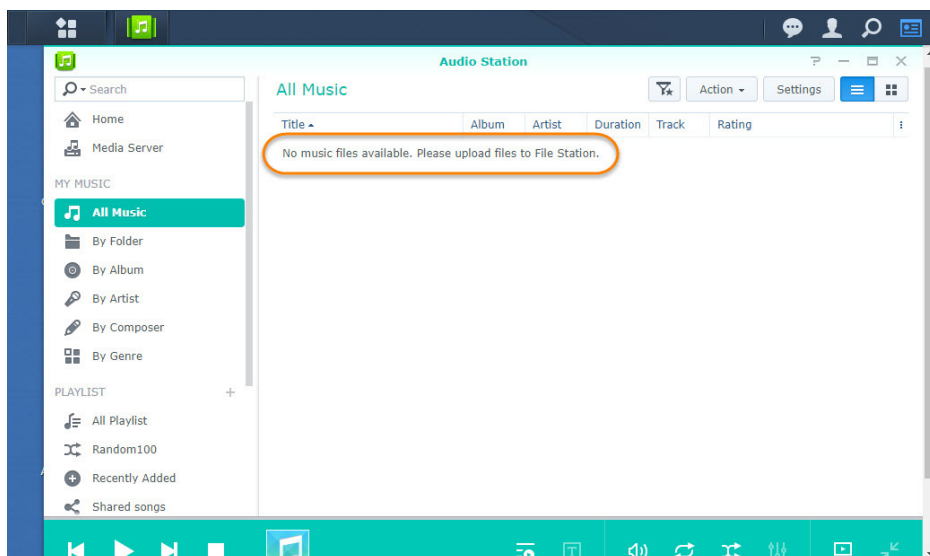 Audio Station
Search
Home
Media Server
MY MUSIC
All Music
By Folder
By Album
By Artist
By Composer
By Genre
PLAYLIST
All Playlist
Random100
Recently Added
Shared songs
All Music
Action
Settings
Title Album Artist Duration Track Rating
No music files available. Please upload files to File Station.